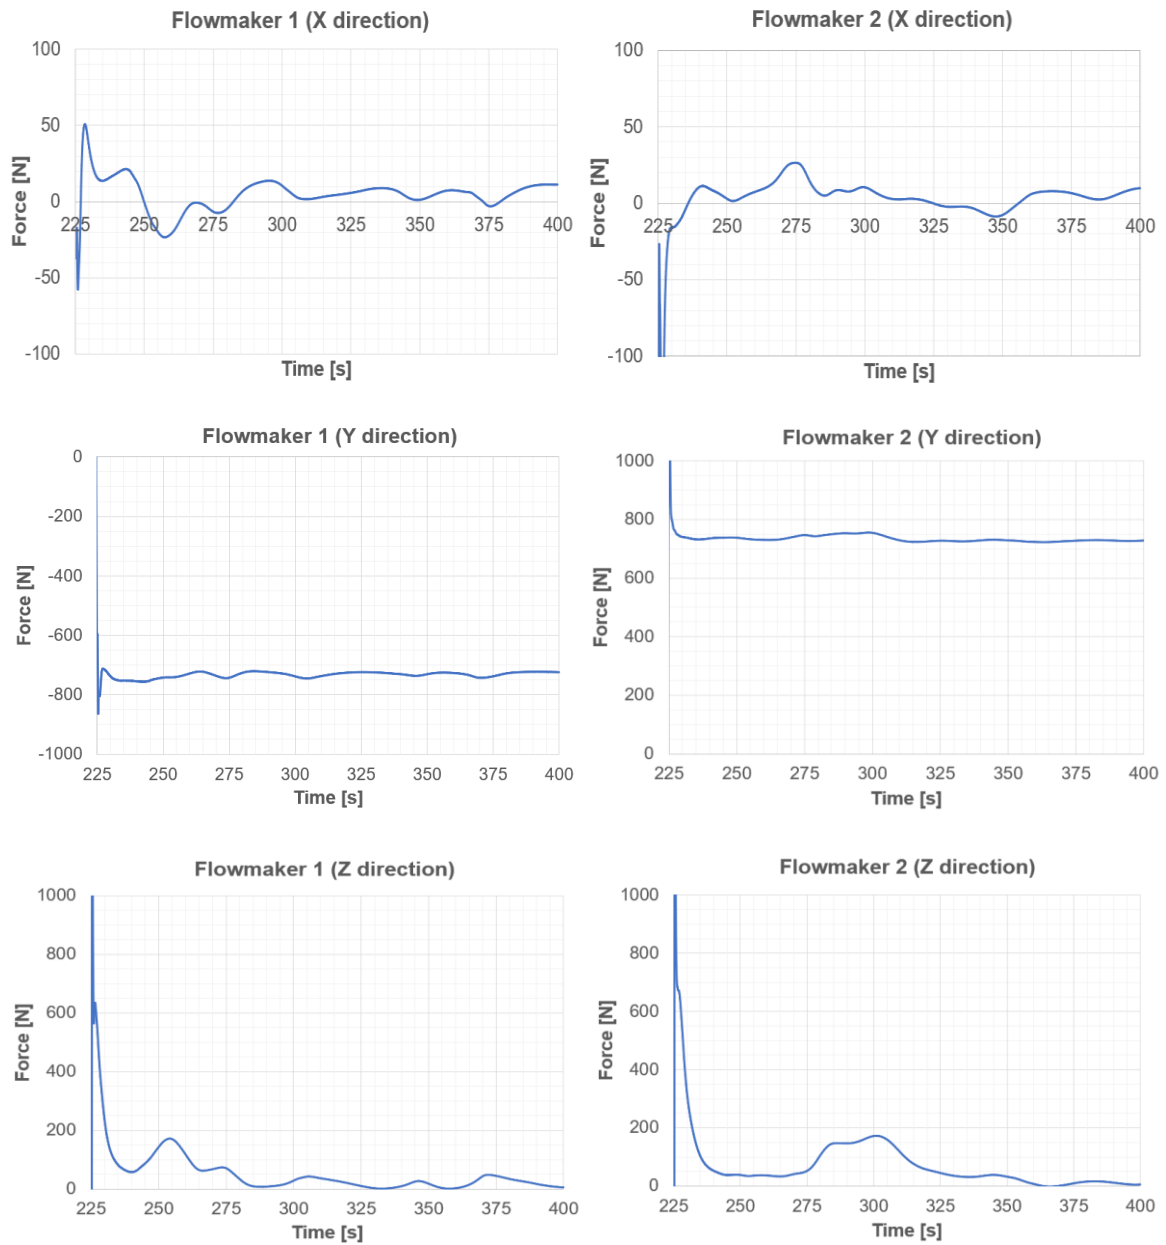 Flowmaker 1 (X direction)
100
50
0
-50
-100
225 250 275 300 325 350 375 400
Force [N]
Time [s]
Flowmaker 2 (X direction)
100
50
0
-50
-100
225 250 275 300 325 350 375 400
Force [N]
Time [s]
Flowmaker 1 (Y direction)
0
-200
-400
-600
-800
-1000
225 250 275 300 325 350 375 400
Force [N]
Time [s]
Flowmaker 2 (Y direction)
1000
800
600
400
200
0
225 250 275 300 325 350 375 400
Force [N]
Time [s]
Flowmaker 1 (Z direction)
1000
800
600
400
200
0
225 250 275 300 325 350 375 400
Force [N]
Time [s]
Flowmaker 2 (Z direction)
1000
800
600
400
200
0
225 250 275 300 325 350 375 400
Force [N]
Time [s]